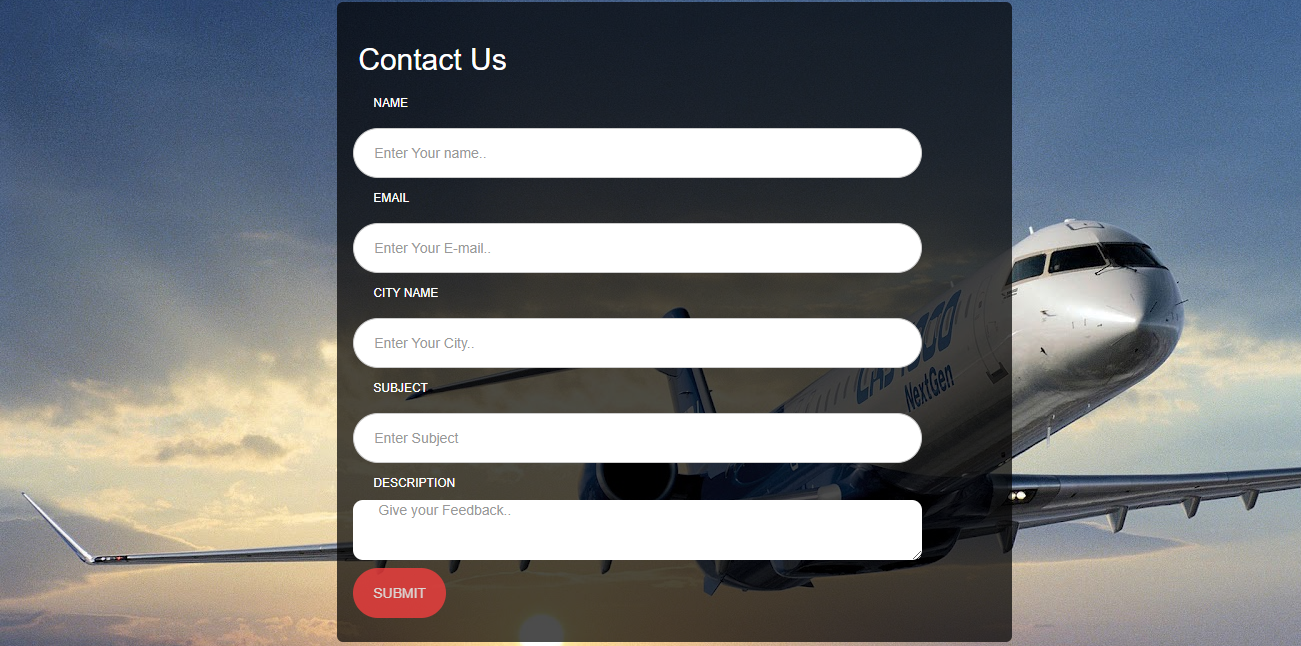 Contact Us
NAME
Enter Your name..
EMAIL
Enter Your E-mail..
CITY NAME
Enter Your City..
SUBJECT
NextGen
Enter Subject
DESCRIPTION
Give your Feedback..
SUBMIT